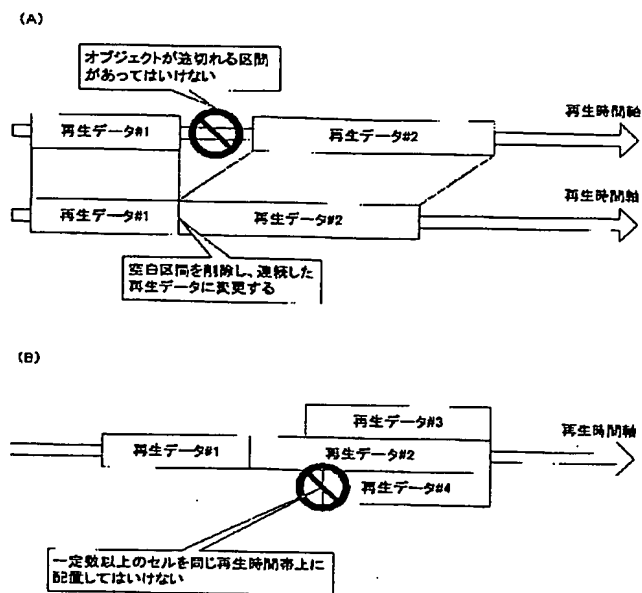 (A)
オブジェクトが途切れる区間
があってはいけない
再生時間軸
再生データ#1
再生データ#2
再生時間軸
再生データ#1
再生データ#2
空白区間を削除し、連続した
再生データに変更する
(B)
再生データ#3
再生時間軸
再生データ#1
再生データ#2
再生データ#4
一定数以上のセルを同じ再生時間帯上に
配置してはいけない